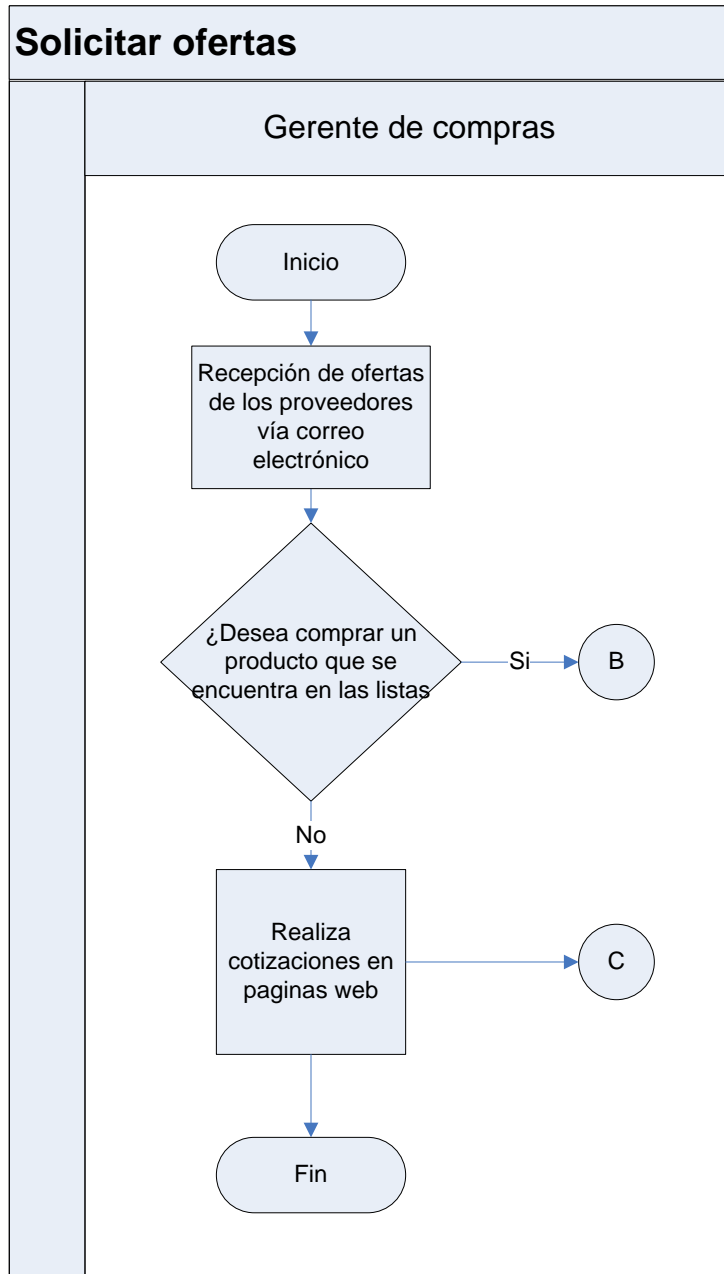 Solicitar ofertas
Gerente de compras
Inicio
Recepción de ofertas
de los proveedores
vía correo
electrónico
¿Desea comprar un
producto que se
encuentra en las listas
Si
B
No
Realiza
cotizaciones en
paginas web
C
Fin